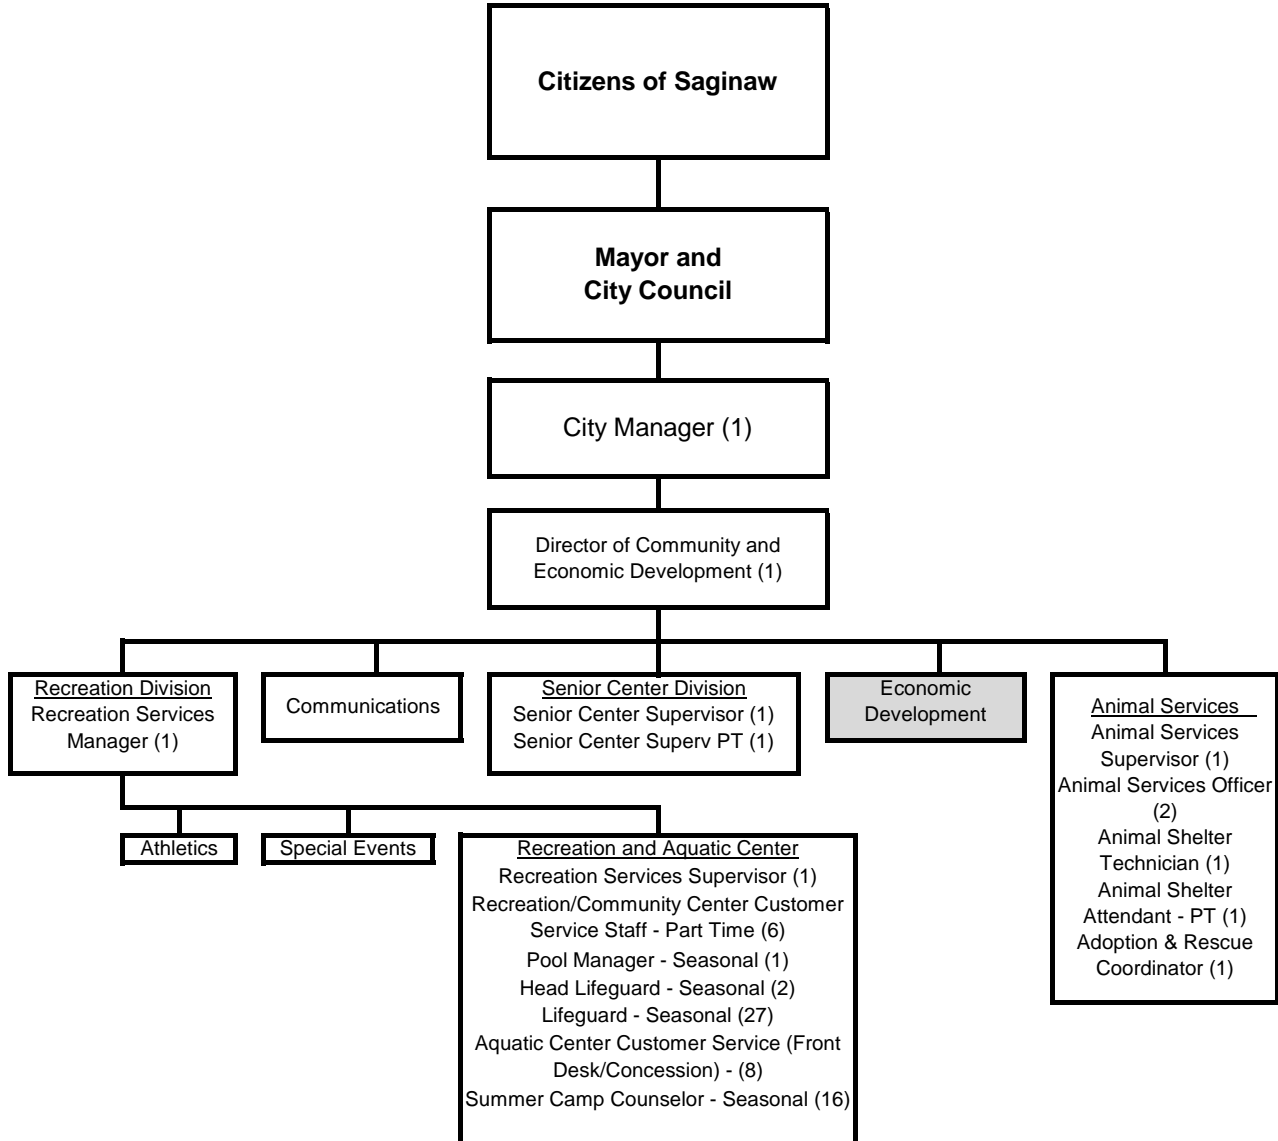 Citizens of Saginaw
Mayor and
City Council
City Manager (1)
Director of Community and
Economic Development (1)
Recreation Division
Recreation Services
Manager (1)
Communications
Senior Center Division
Senior Center Supervisor (1)
Senior Center Superv PT (1)
Economic
Development
Animal Services
Animal Services
Supervisor (1)
Animal Services Officer
(2)
Animal Shelter
Technician (1)
Animal Shelter
Attendant - PT (1)
Adoption & Rescue
Coordinator (1)
Athletics
Special Events
Recreation and Aquatic Center
Recreation Services Supervisor (1)
Recreation/Community Center Customer
Service Staff - Part Time (6)
Pool Manager - Seasonal (1)
Head Lifeguard - Seasonal (2)
Lifeguard - Seasonal (27)
Aquatic Center Customer Service (Front
Desk/Concession) - (8)
Summer Camp Counselor - Seasonal (16)